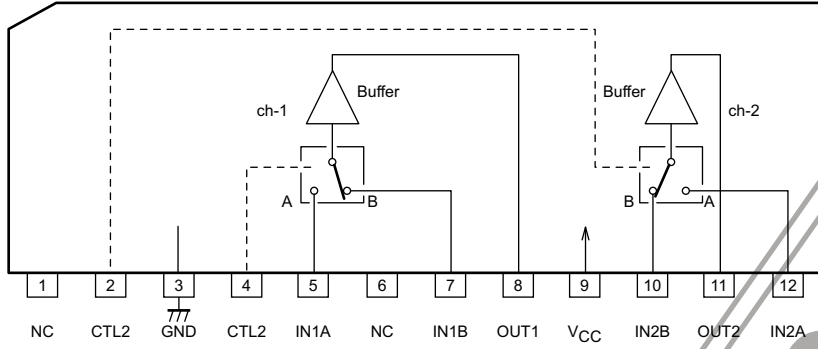 Buffer
Buffer
ch-1
ch-2
A
B
B
A
1 2 3 4 5 6 7 8 9 10 11 12
NC CTL2 GND CTL2 IN1A NC IN1B OUT1 VCC IN2B OUT2 IN2A